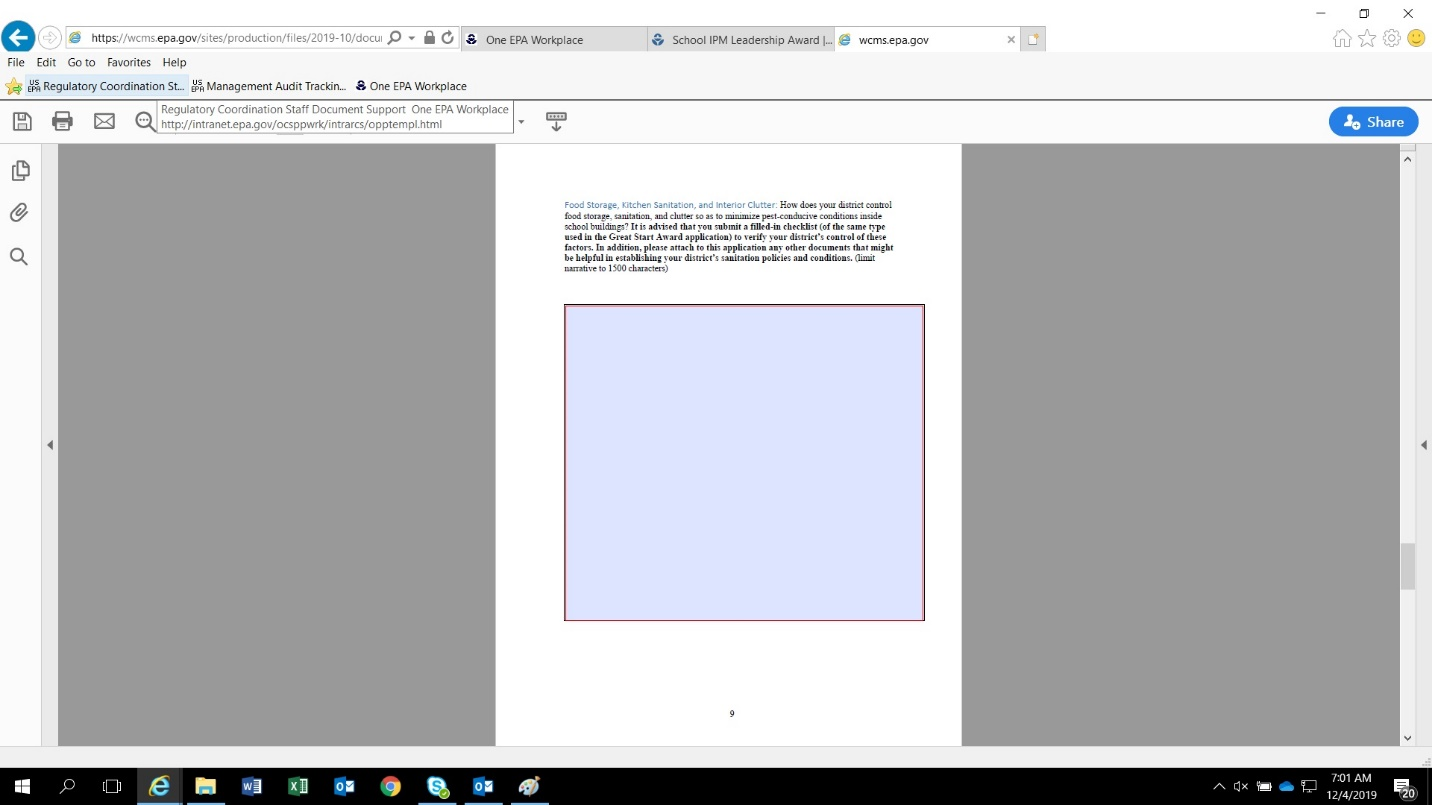 https://wcms.epa.gov/sites/production/files/2019-10/docui
One EPA Workplace
School IPM Leadership Award |...
wcms.epa.gov
File Edit Go to Favorites Help
US EPA Regulatory Coordination St...
US EPA Management Audit Trackin...
One EPA Workplace
Regulatory Coordination Staff Document Support One EPA Workplace
http://intranet.epa.gov/ocsppwrk/intrarcs/opptempl.html
Share
Food Storage, Kitchen Sanitation, and Interior Clutter: How does your district control
food storage, sanitation, and clutter so as to minimize pest-conducive conditions inside
school buildings? It is advised that you submit a filled-in checklist (of the same type
used in the Great Start Award application) to verify your district's control of these
factors. In addition, please attach to this application any other documents that might
be helpful in establishing your district's sanitation policies and conditions. (limit
narrative to 1500 characters)
9
7:01 AM
12/4/2019
20